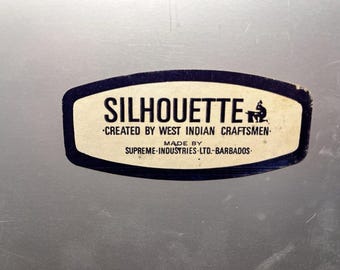 SILHOUETTE
·CREATED BY WEST INDIAN CRAFTSMEN·
MADE BY
SUPREME·INDUSTRIES·LTD·-BARBADOS·